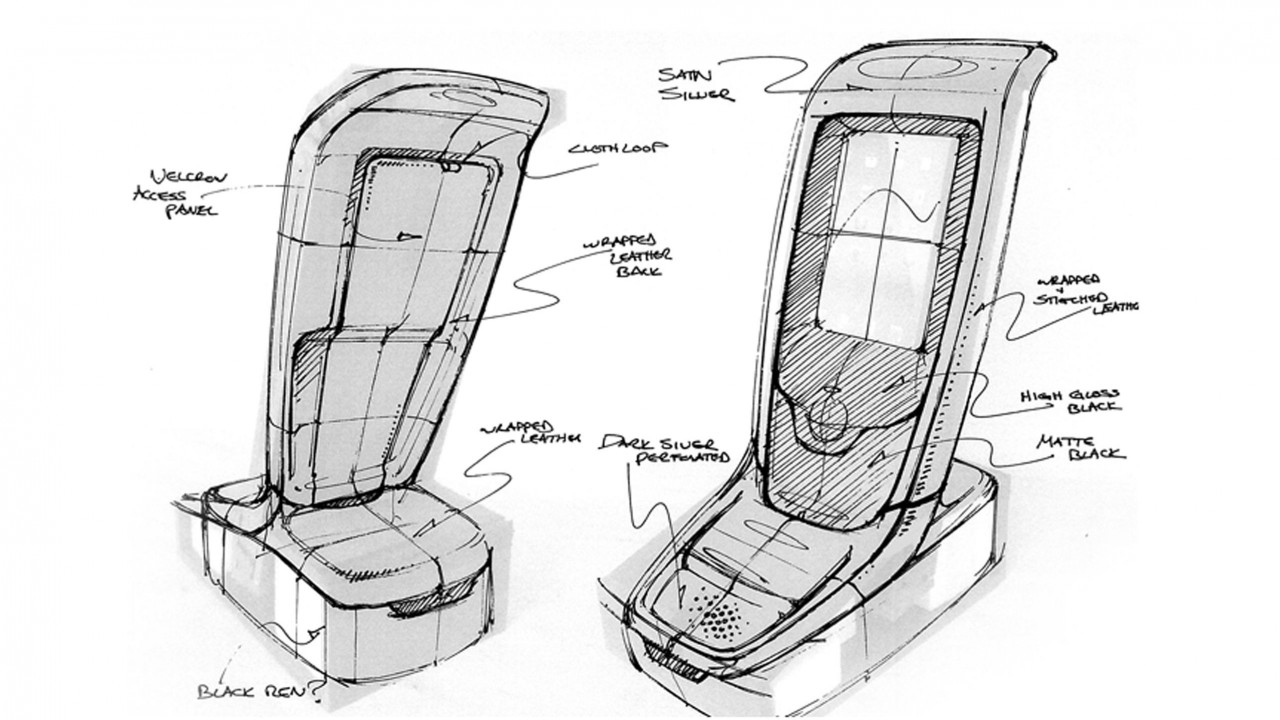 VELCRON
ACCESS
PANEL
CLOTH LOOP
WRAPPED
LEATHER
BACK
WRAPPED
LEATHER
BLACK REN?
SATIN
SILVER
WRAPPED
+
STITCHED
LEATHE
HIGH GLOSS
BLACK
MATTE
BLACK
DARK SILVER
PERFORATED